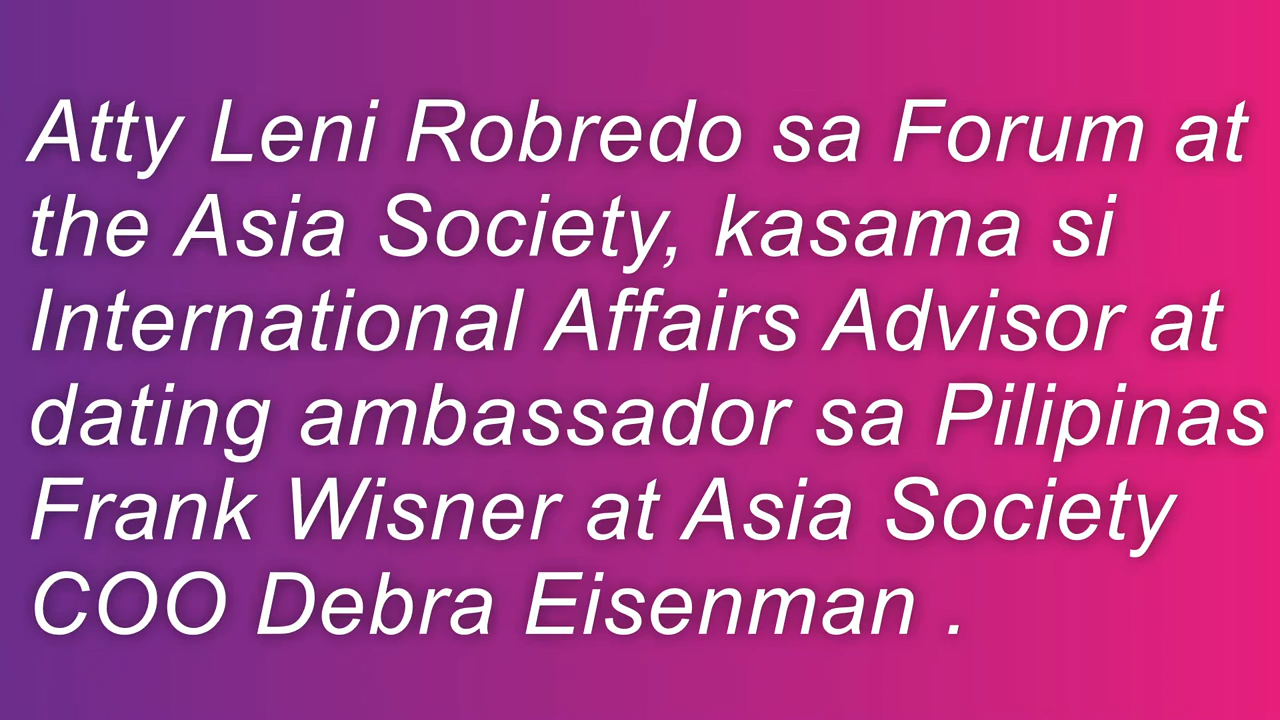 Atty Leni Robredo sa Forum at
the Asia Society, kasama si
International Affairs Advisor at
dating ambassador sa Pilipinas
Frank Wisner at Asia Society
COO Debra Eisenman .